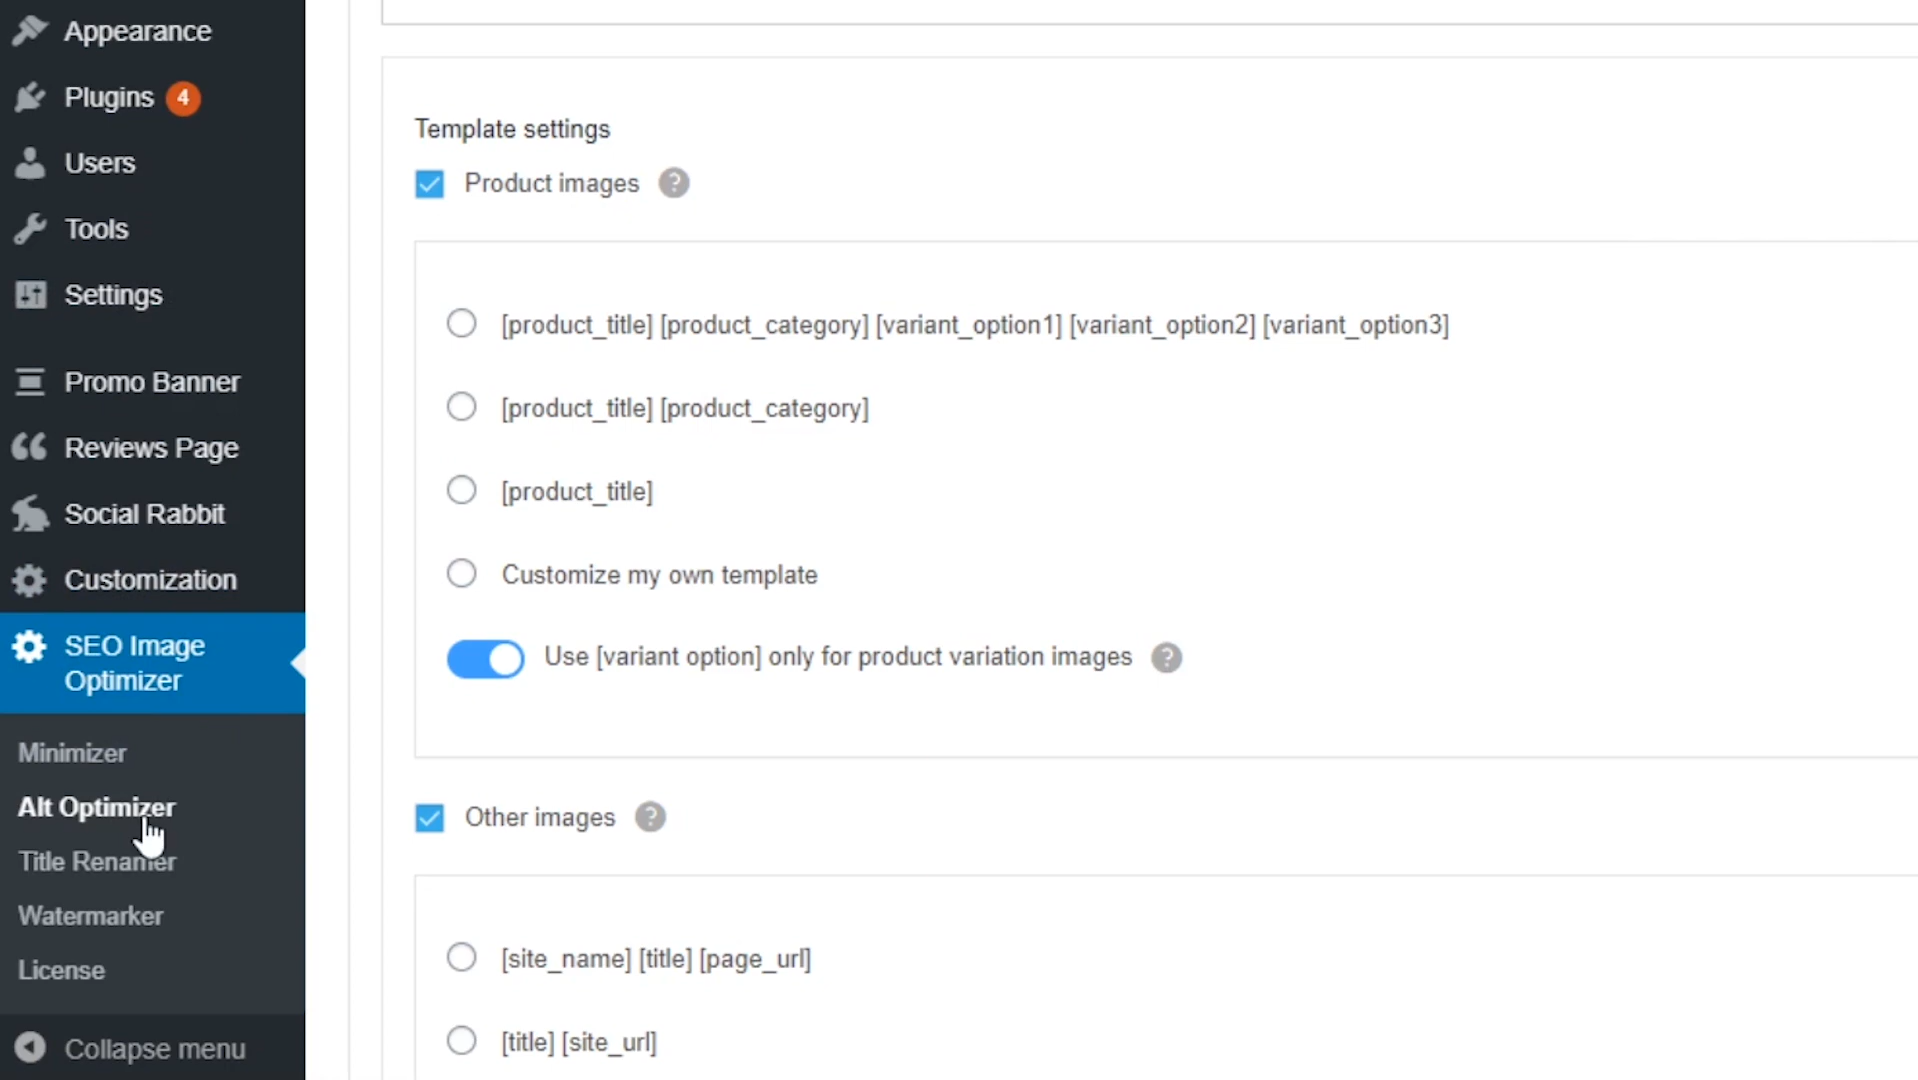 Appearance
Plugins 4
Users
Tools
Settings
Promo Banner
Reviews Page
Social Rabbit
Customization
SEO Image
Optimizer
Minimizer
Alt Optimizer
Title Renamer
Watermarker
License
Collapse menu
Template settings
Product images ?
[product_title] [product_category] [variant_option1] [variant_option2] [variant_option3]
[product_title] [product_category]
[product_title]
Customize my own template
Use [variant option] only for product variation images ?
Other images ?
[site_name] [title] [page_url]
[title] [site_url]